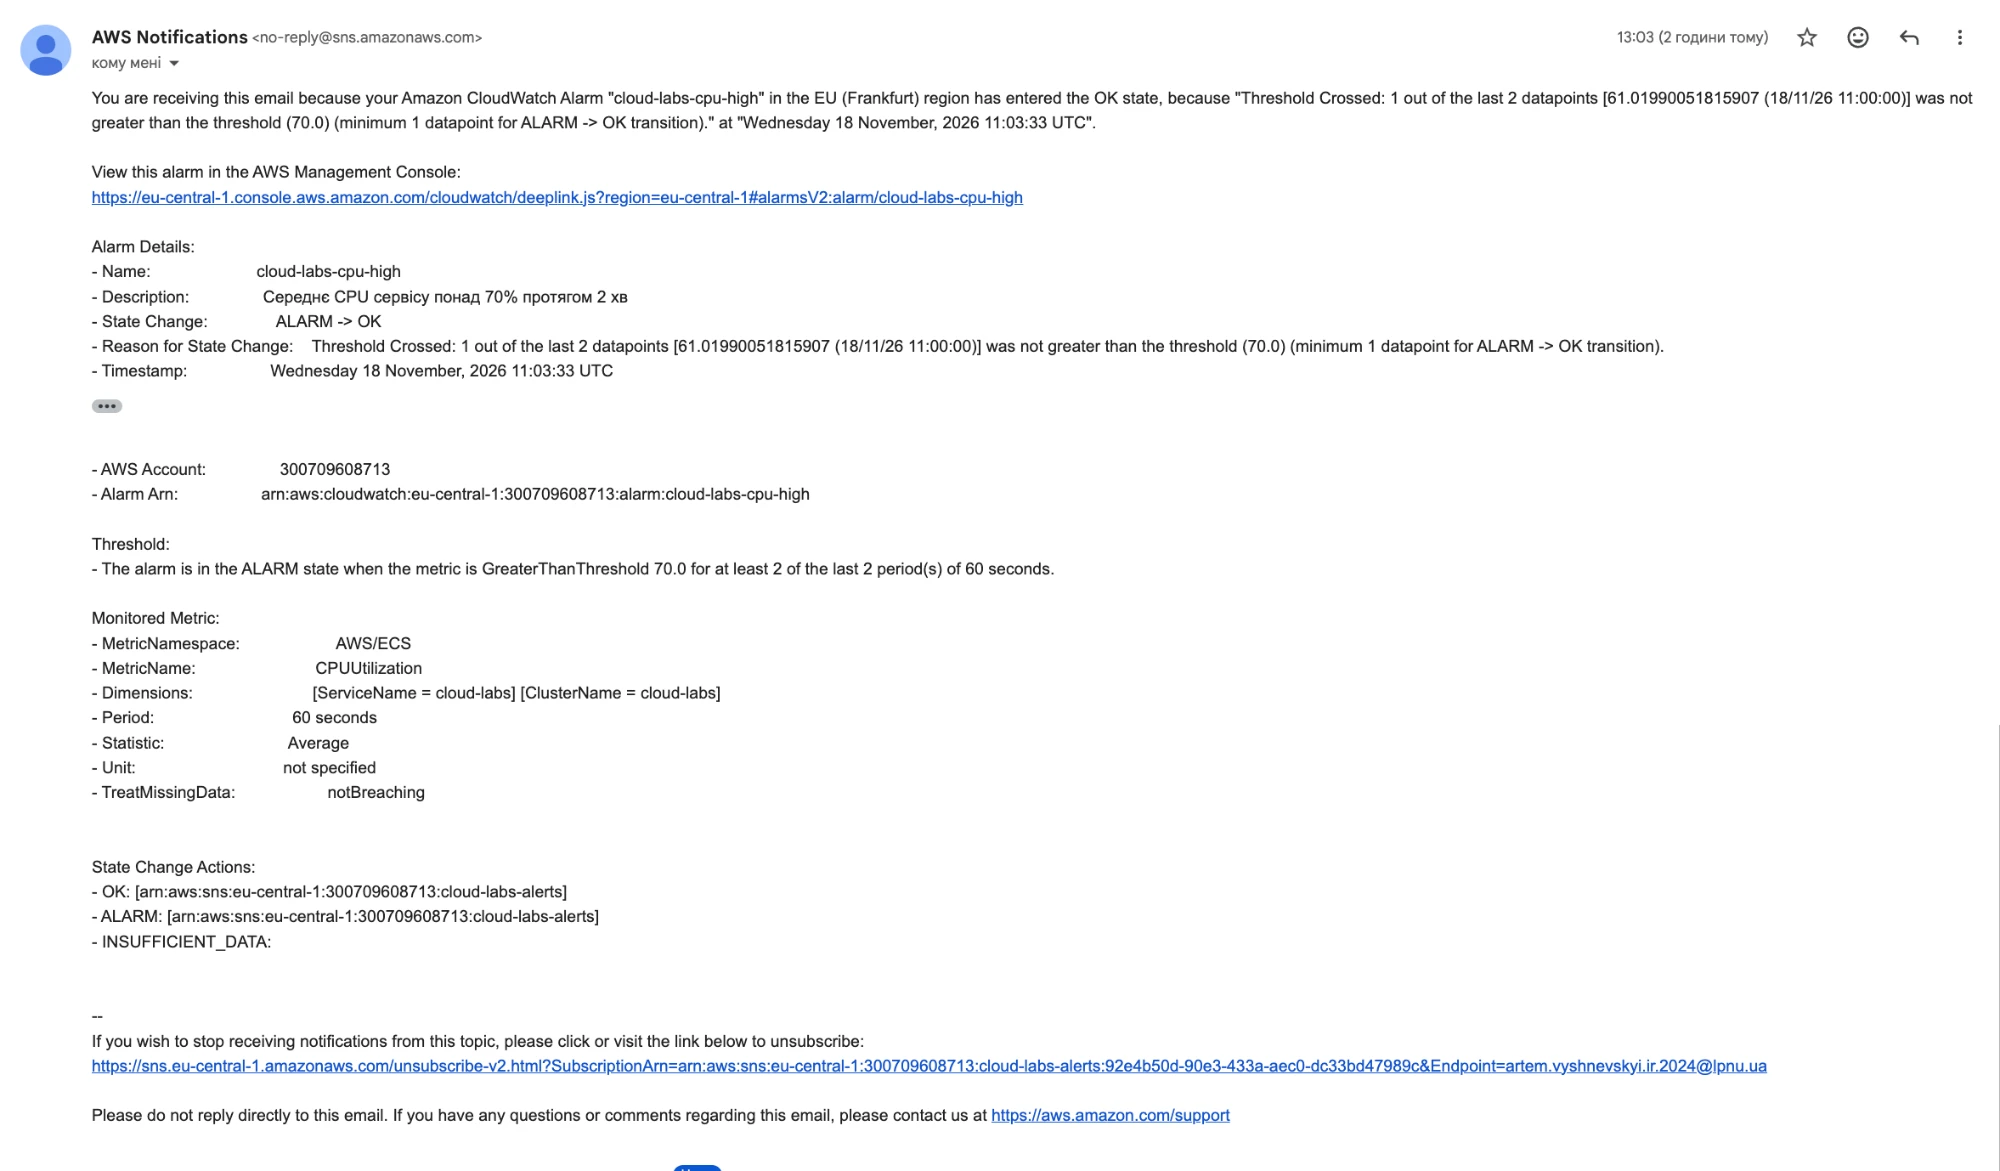 AWS Notifications <no-reply@sns.amazonaws.com>
13:03 (2 години тому)
кому мені
You are receiving this email because your Amazon CloudWatch Alarm "cloud-labs-cpu-high" in the EU (Frankfurt) region has entered the OK state, because "Threshold Crossed: 1 out of the last 2 datapoints [61.01990051815907 (18/11/26 11:00:00)] was not
greater than the threshold (70.0) (minimum 1 datapoint for ALARM -> OK transition)." at "Wednesday 18 November, 2026 11:03:33 UTC".
View this alarm in the AWS Management Console:
https://eu-central-1.console.aws.amazon.com/cloudwatch/deeplink.js?region=eu-central-1#alarmsV2:alarm/cloud-labs-cpu-high
Alarm Details:
- Name: cloud-labs-cpu-high
- Description: Середнє CPU сервісу понад 70% протягом 2 хв
- State Change: ALARM -> OK
- Reason for State Change: Threshold Crossed: 1 out of the last 2 datapoints [61.01990051815907 (18/11/26 11:00:00)] was not greater than the threshold (70.0) (minimum 1 datapoint for ALARM -> OK transition).
- Timestamp: Wednesday 18 November, 2026 11:03:33 UTC
- AWS Account: 300709608713
- Alarm Arn: arn:aws:cloudwatch:eu-central-1:300709608713:alarm:cloud-labs-cpu-high
Threshold:
- The alarm is in the ALARM state when the metric is GreaterThanThreshold 70.0 for at least 2 of the last 2 period(s) of 60 seconds.
Monitored Metric:
- MetricNamespace: AWS/ECS
- MetricName: CPUUtilization
- Dimensions: [ServiceName = cloud-labs] [ClusterName = cloud-labs]
- Period: 60 seconds
- Statistic: Average
- Unit: not specified
- TreatMissingData: notBreaching
State Change Actions:
- OK: [arn:aws:sns:eu-central-1:300709608713:cloud-labs-alerts]
- ALARM: [arn:aws:sns:eu-central-1:300709608713:cloud-labs-alerts]
- INSUFFICIENT_DATA:
--
If you wish to stop receiving notifications from this topic, please click or visit the link below to unsubscribe:
https://sns.eu-central-1.amazonaws.com/unsubscribe-v2.html?SubscriptionArn=arn:aws:sns:eu-central-1:300709608713:cloud-labs-alerts:92e4b50d-90e3-433a-aec0-dc33bd47989c&Endpoint=artem.vyshnevskyi.ir.2024@lpnu.ua
Please do not reply directly to this email. If you have any questions or comments regarding this email, please contact us at https://aws.amazon.com/support